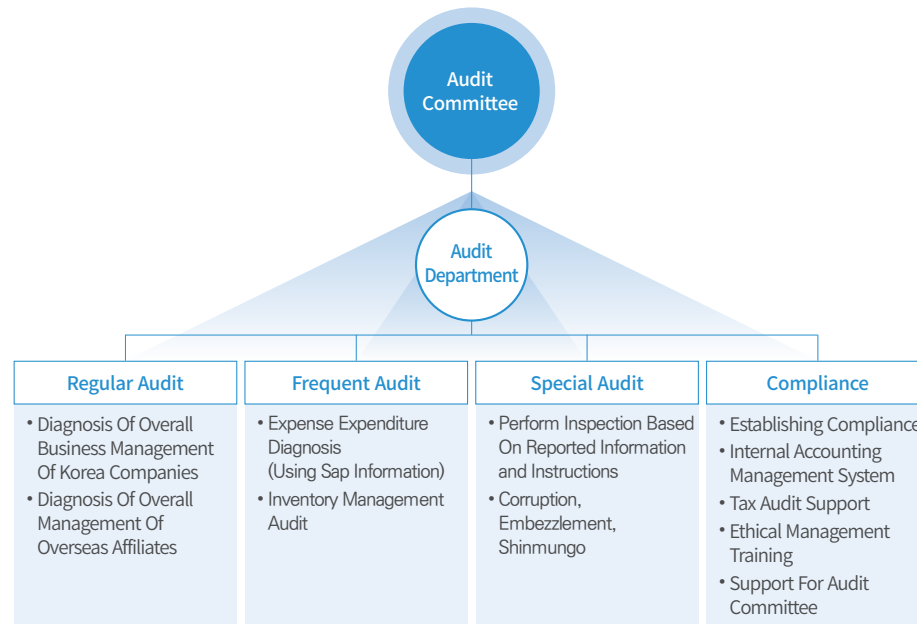 Audit
Committee
Audit
Department
Regular Audit
• Diagnosis Of Overall
Business Management
Of Korea Companies
• Diagnosis Of Overall
Management Of
Overseas Affiliates
Frequent Audit
• Expense Expenditure
Diagnosis
(Using Sap Information)
• Inventory Management
Audit
Special Audit
• Perform Inspection Based
On Reported Information
and Instructions
• Corruption,
Embezzlement,
Shinmungo
Compliance
• Establishing Compliance
• Internal Accounting
Management System
• Tax Audit Support
• Ethical Management
Training
• Support For Audit
Committee